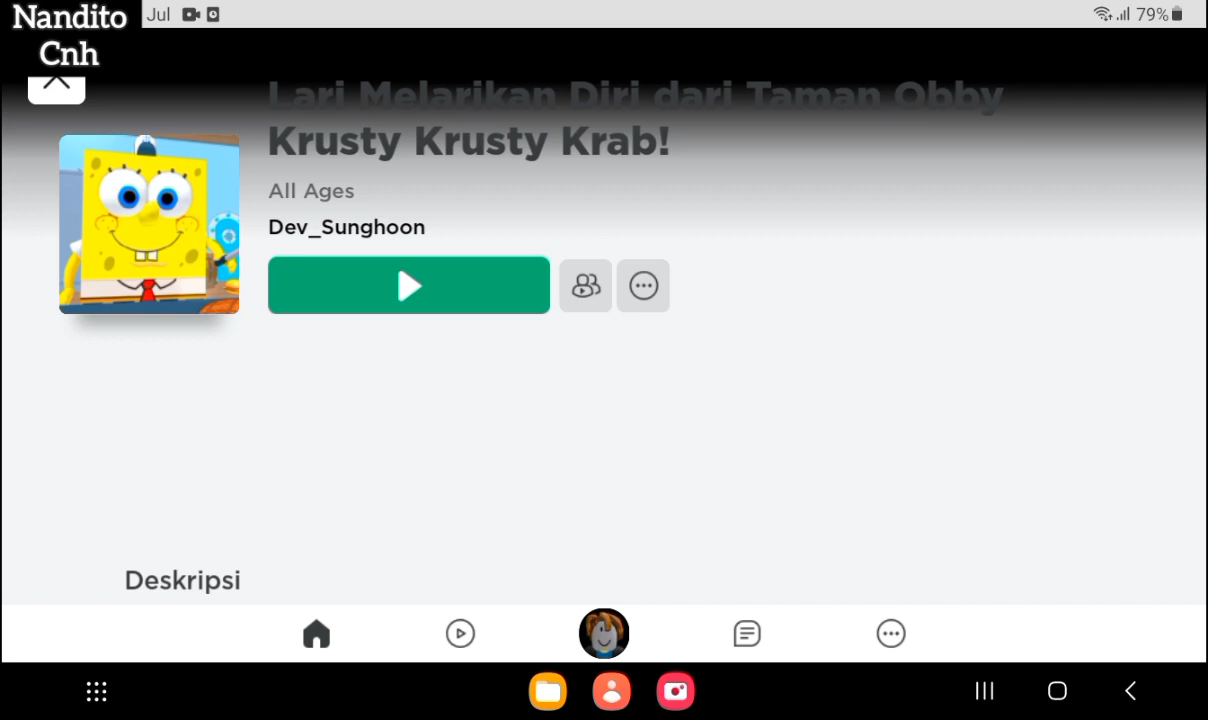 Nandito
Cnh
Jul
79%
Lari Melarikan Diri dari Taman Obby
Krusty Krusty Krab!
All Ages
Dev_Sunghoon
Deskripsi